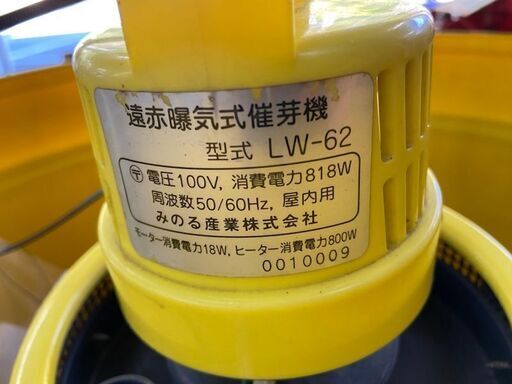 遠赤曝気式催芽機
型式 LW-62
〒 電圧100V, 消費電力818W
周波数50/60Hz, 屋内用
みのる産業株式会社
モーター消費電力18W, ヒーター消費電力800W
0010009